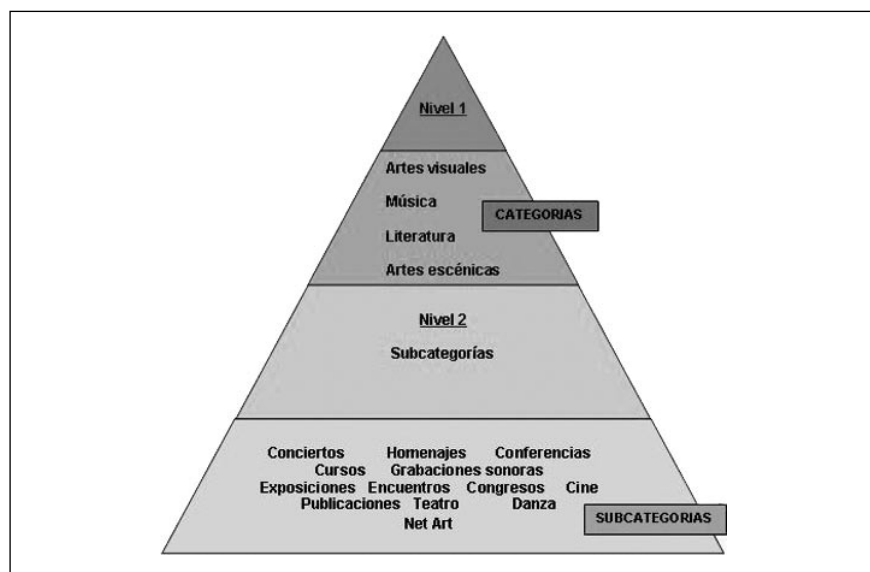 Nivel 1
Artes visuales
Música
CATEGORIAS
Literatura
Artes escénicas
Nivel 2
Subcategorías
Conciertos Homenajes Conferencias
Cursos Grabaciones sonoras
Exposiciones Encuentros Congresos Cine
Publicaciones Teatro Danza
Net Art
SUBCATEGORIAS